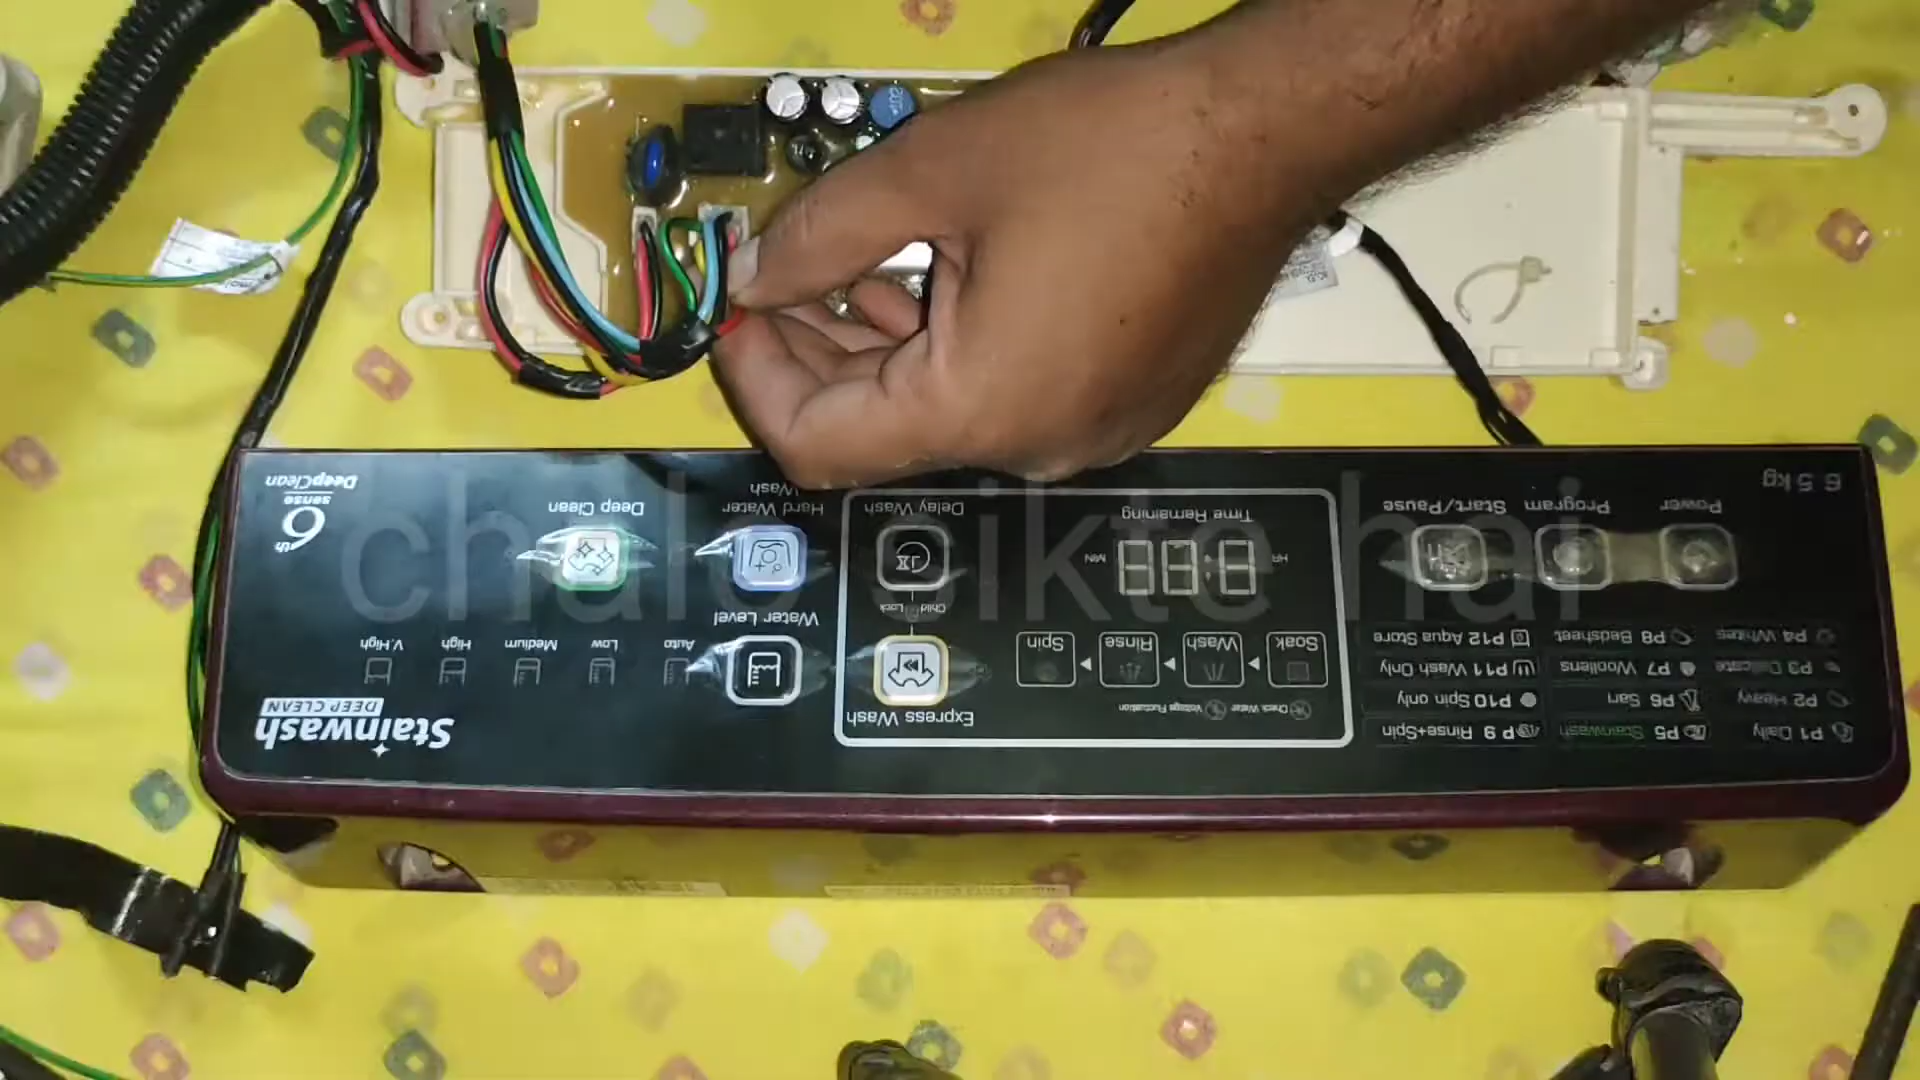 chalo sikte hai
6.5 kg
Power
Program
Start/Pause
Time Remaining
HR
MIN
Delay Wash
Hard Water
Wash
Deep Clean
6th
sense
DeepClean
Child Lock
Water Level
Auto
Low
Medium
High
V.High
Soak
Wash
Rinse
Spin
Check Water
Voltage Fluctuation
Express Wash
P1 Daily
P2 Heavy
P3 Delicate
P4 Whites
P5 Stainwash
P6 Sari
P7 Woollens
P8 Bedsheet
P 9 Rinse+Spin
P10 Spin only
P11 Wash Only
P12 Aqua Store
Stainwash
DEEP CLEAN